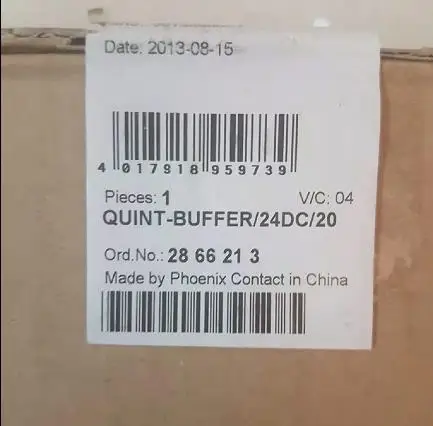 Date: 2013-08-15
4 017918 959739
Pieces: 1 V/C: 04
QUINT-BUFFER/24DC/20
Ord.No.: 28 66 21 3
Made by Phoenix Contact in China